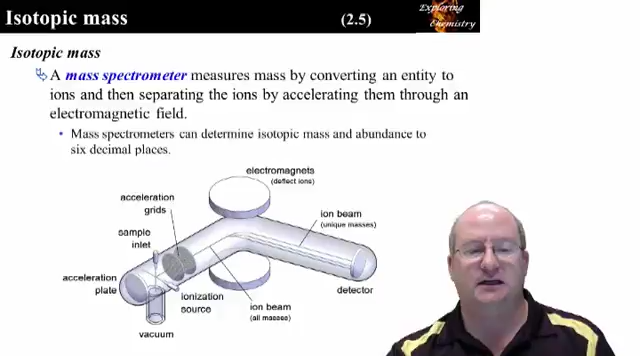 Isotopic mass (2.5)
Exploring
Chemistry
Isotopic mass
A mass spectrometer measures mass by converting an entity to
ions and then separating the ions by accelerating them through an
electromagnetic field.
• Mass spectrometers can determine isotopic mass and abundance to
six decimal places.
electromagnets
(deflect ions)
acceleration
grids
ion beam
(unique masses)
sample
inlet
acceleration
plate
ionization
source
detector
ion beam
(all masses)
vacuum